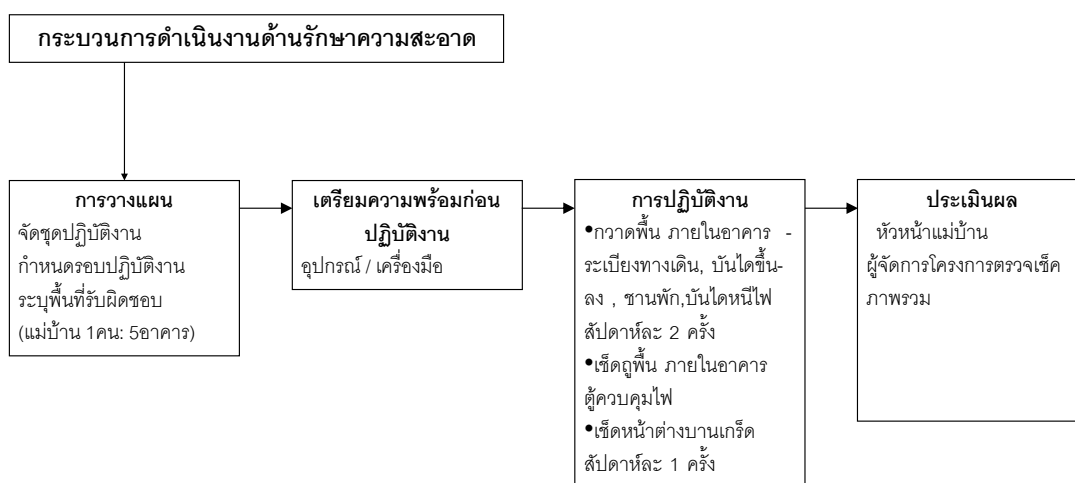 กระบวนการดำเนินงานด้านรักษาความสะอาด
การวางแผน
จัดชุดปฏิบัติงาน
กำหนดรอบปฏิบัติงาน
ระบุพื้นที่รับผิดชอบ
(แม่บ้าน 1คน: 5อาคาร)
เตรียมความพร้อมก่อน
ปฏิบัติงาน
อุปกรณ์ / เครื่องมือ
การปฏิบัติงาน
•กวาดพื้น ภายในอาคาร -
ระเบียงทางเดิน, บันไดขึ้น-
ลง , ชานพัก,บันไดหนีไฟ
สัปดาห์ละ 2 ครั้ง
•เช็ดถูพื้น ภายในอาคาร
ตู้ควบคุมไฟ
•เช็ดหน้าต่างบานเกร็ด
สัปดาห์ละ 1 ครั้ง
ประเมินผล
หัวหน้าแม่บ้าน
ผู้จัดการโครงการตรวจเช็ค
ภาพรวม